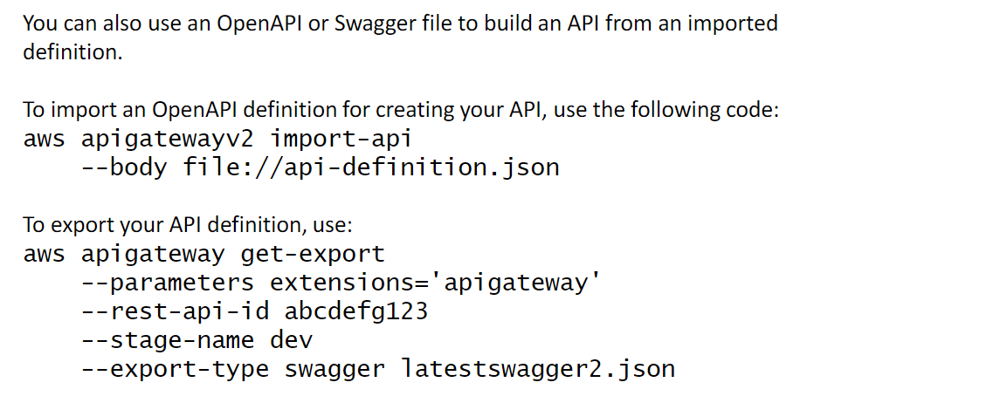 You can also use an OpenAPI or Swagger file to build an API from an imported
definition.
To import an OpenAPI definition for creating your API, use the following code:
aws apigatewayv2 import-api
--body file://api-definition.json
To export your API definition, use:
aws apigateway get-export
--parameters extensions='apigateway'
--rest-api-id abcdefg123
--stage-name dev
--export-type swagger latestswagger2.json